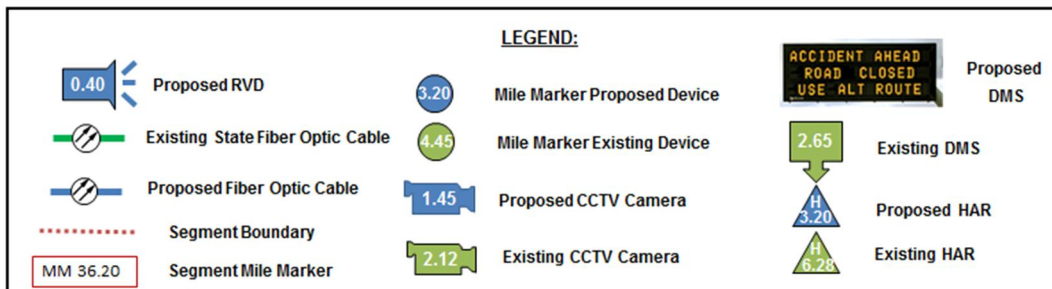 LEGEND:
0.40
Proposed RVD
Existing State Fiber Optic Cable
Proposed Fiber Optic Cable
Segment Boundary
MM 36.20
Segment Mile Marker
3.20
Mile Marker Proposed Device
4.45
Mile Marker Existing Device
1.45
Proposed CCTV Camera
2.12
Existing CCTV Camera
ACCIDENT AHEAD
ROAD CLOSED
USE ALT ROUTE
Proposed
DMS
2.65
Existing DMS
H
3.20
Proposed HAR
H
6.28
Existing HAR